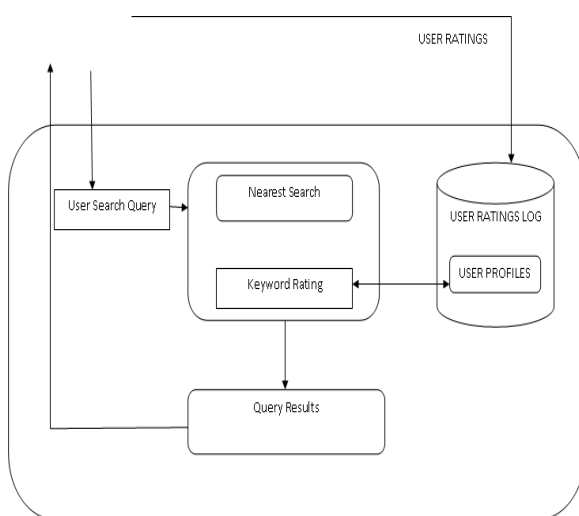 USER RATINGS
Nearest Search
User Search Query
USER RATINGS LOG
USER PROFILES
Keyword Rating
Query Results